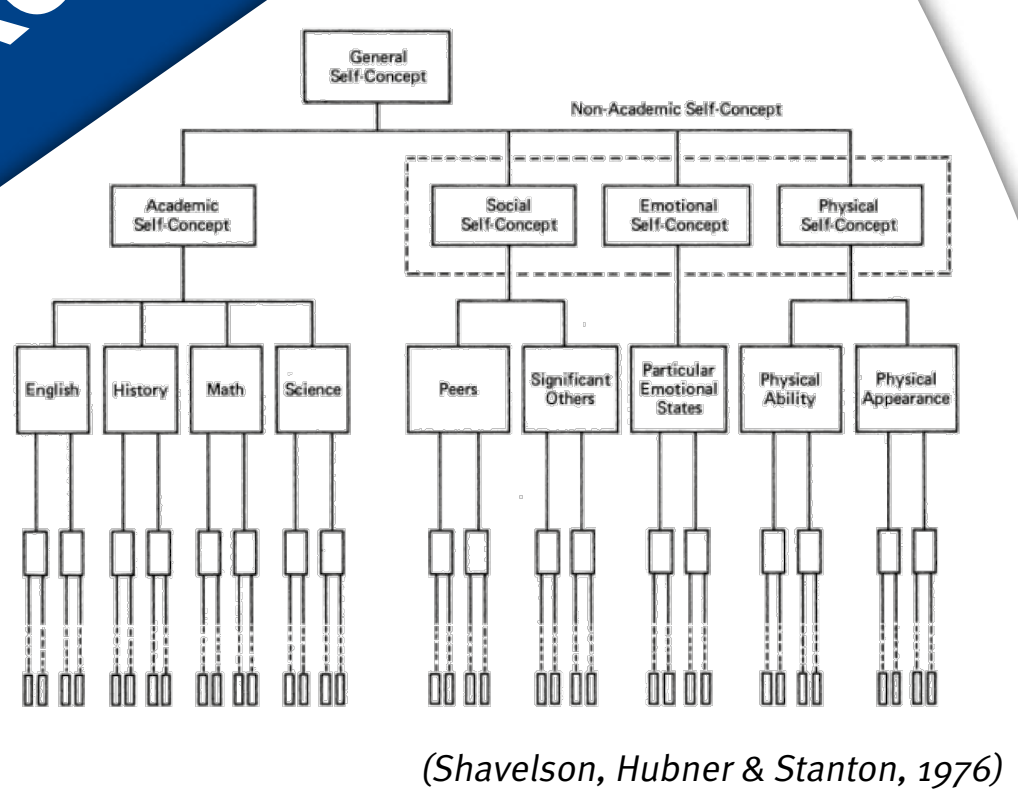 General
Self-Concept
Non-Academic Self-Concept
Academic
Self-Concept
Social
Self-Concept
Emotional
Self-Concept
Physical
Self-Concept
English
History
Math
Science
Peers
Significant
Others
Particular
Emotional
States
Physical
Ability
Physical
Appearance
(Shavelson, Hubner & Stanton, 1976)